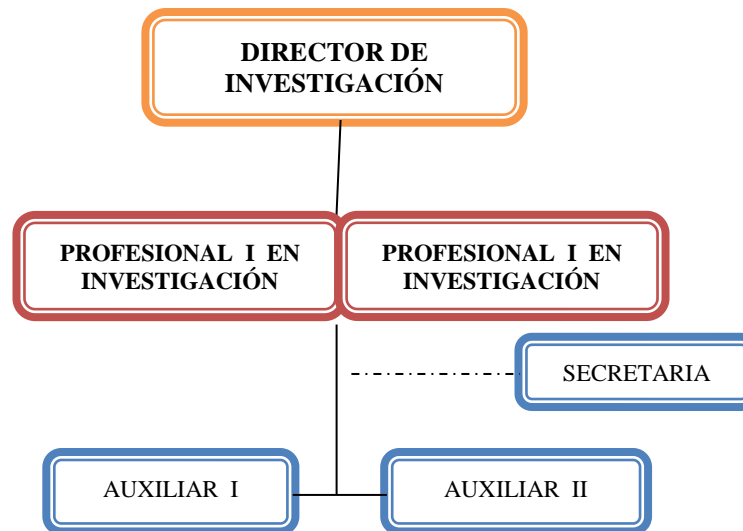 DIRECTOR DE
INVESTIGACIÓN
PROFESIONAL I EN
INVESTIGACIÓN
PROFESIONAL I EN
INVESTIGACIÓN
SECRETARIA
AUXILIAR I
AUXILIAR II